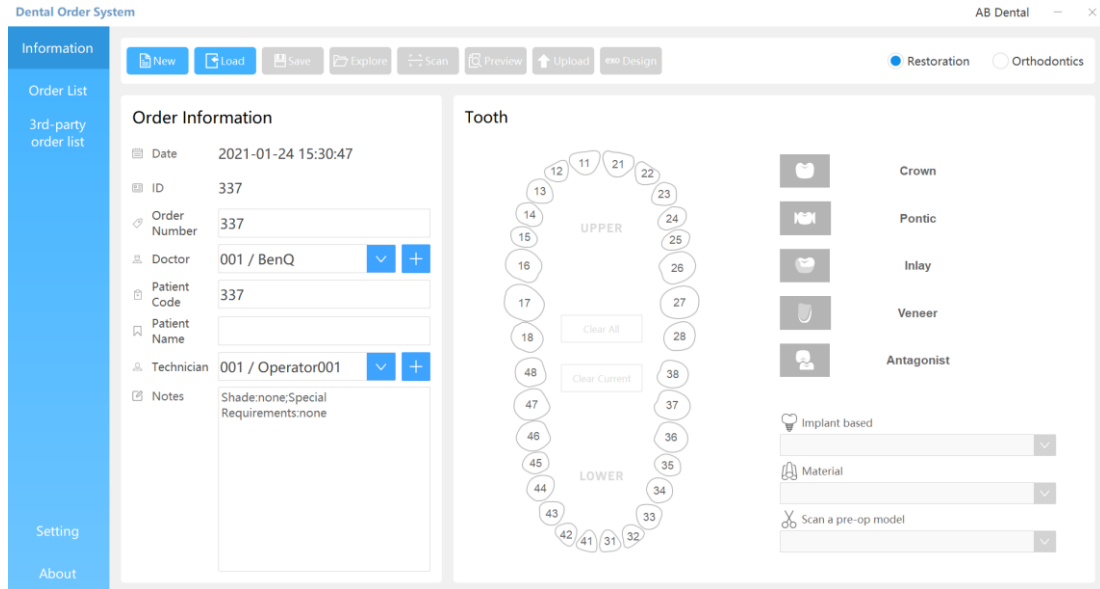 Dental Order System
AB Dental
Information
Order List
3rd-party
order list
Setting
About
New
Load
Save
Explore
Scan
Preview
Upload
exo Design
Restoration
Orthodontics
Order Information
Date 2021-01-24 15:30:47
ID 337
Order
Number
337
Doctor 001 / BenQ
Patient
Code
337
Patient
Name
Technician 001 / Operator001
Notes
Shade:none;Special
Requirements:none
Tooth
11 21
12 22
13 23
14 24
UPPER
15 25
16 26
17 27
Clear All
18 28
48 38
Clear Current
47 37
46 36
45 35
LOWER
44 34
43 33
42 41 31 32
Crown
Pontic
Inlay
Veneer
Antagonist
Implant based
Material
Scan a pre-op model